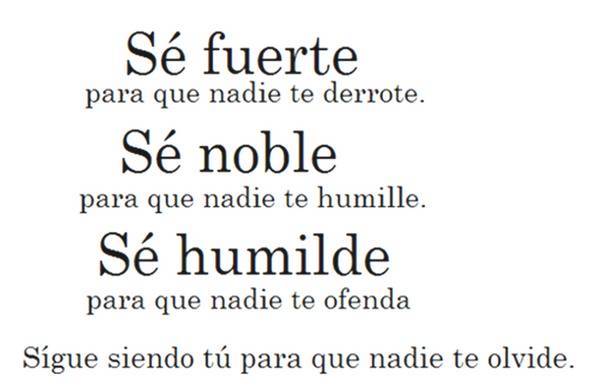 Sé fuerte
para que nadie te derrote.
Sé noble
para que nadie te humille.
Sé humilde
para que nadie te ofenda
Sígue siendo tú para que nadie te olvide.